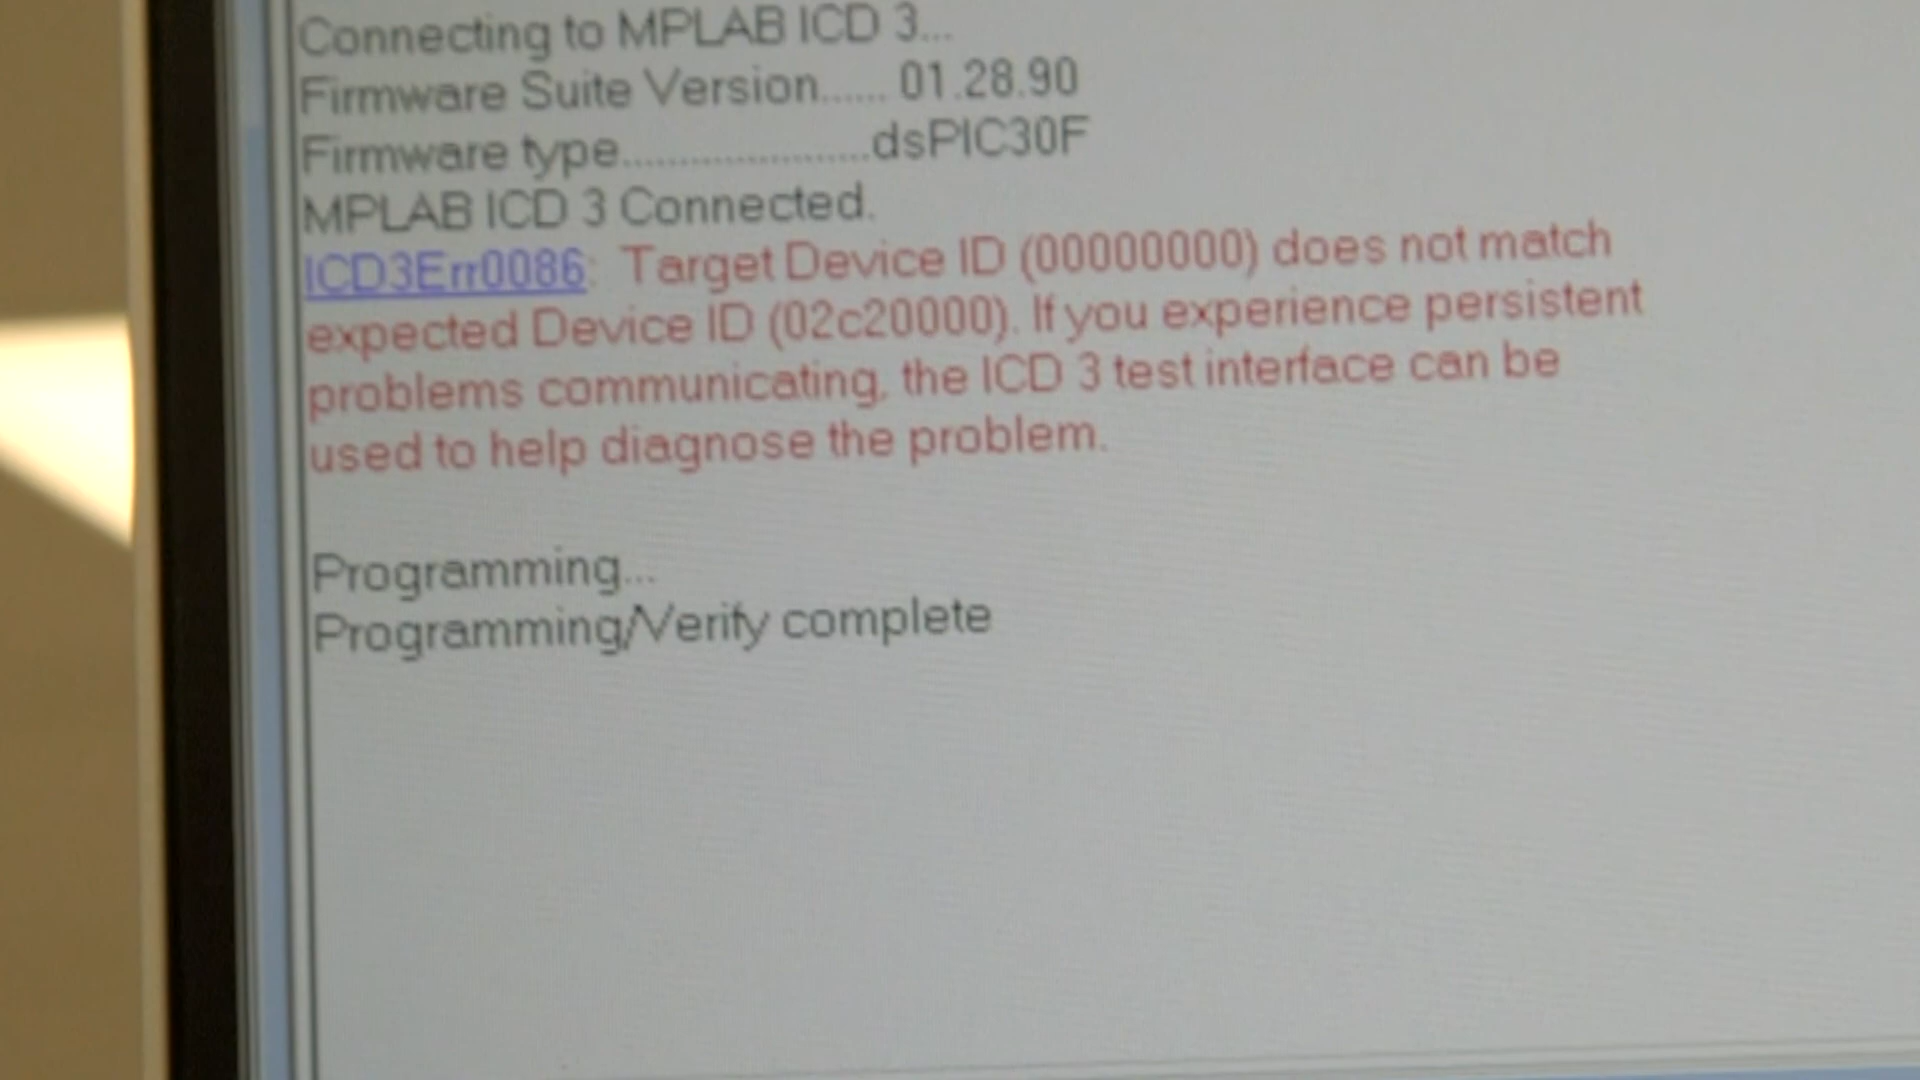 Connecting to MPLAB ICD 3...
Firmware Suite Version...... 01.28.90
Firmware type......................dsPIC30F
MPLAB ICD 3 Connected.
ICD3Err0086:  Target Device ID (00000000) does not match
expected Device ID (02c20000). If you experience persistent
problems communicating, the ICD 3 test interface can be
used to help diagnose the problem.
Programming...
Programming/Verify complete